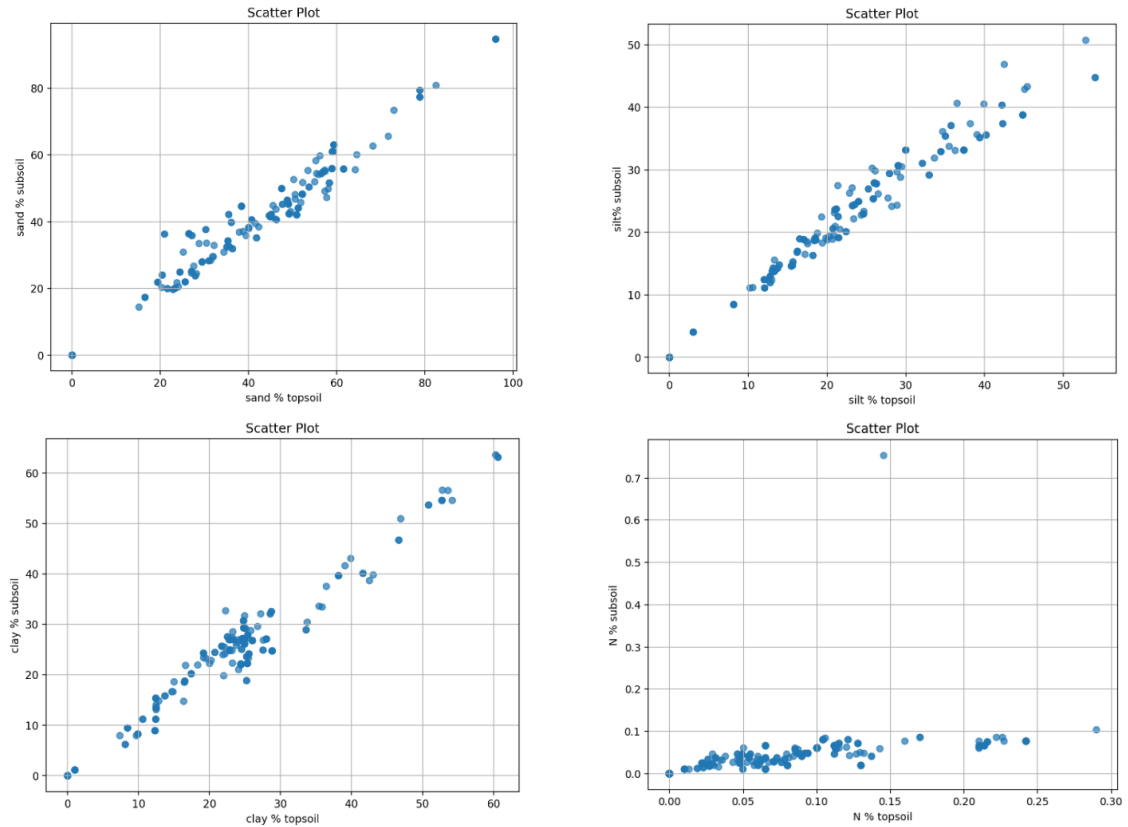 Scatter Plot
sand % subsoil
80
60
40
20
0
0 20 40 60 80 100
sand % topsoil
Scatter Plot
silt% subsoil
50
40
30
20
10
0
0 10 20 30 40 50
silt % topsoil
Scatter Plot
clay % subsoil
60
50
40
30
20
10
0
0 10 20 30 40 50 60
clay % topsoil
Scatter Plot
N % subsoil
0.7
0.6
0.5
0.4
0.3
0.2
0.1
0.0
0.00 0.05 0.10 0.15 0.20 0.25 0.30
N % topsoil